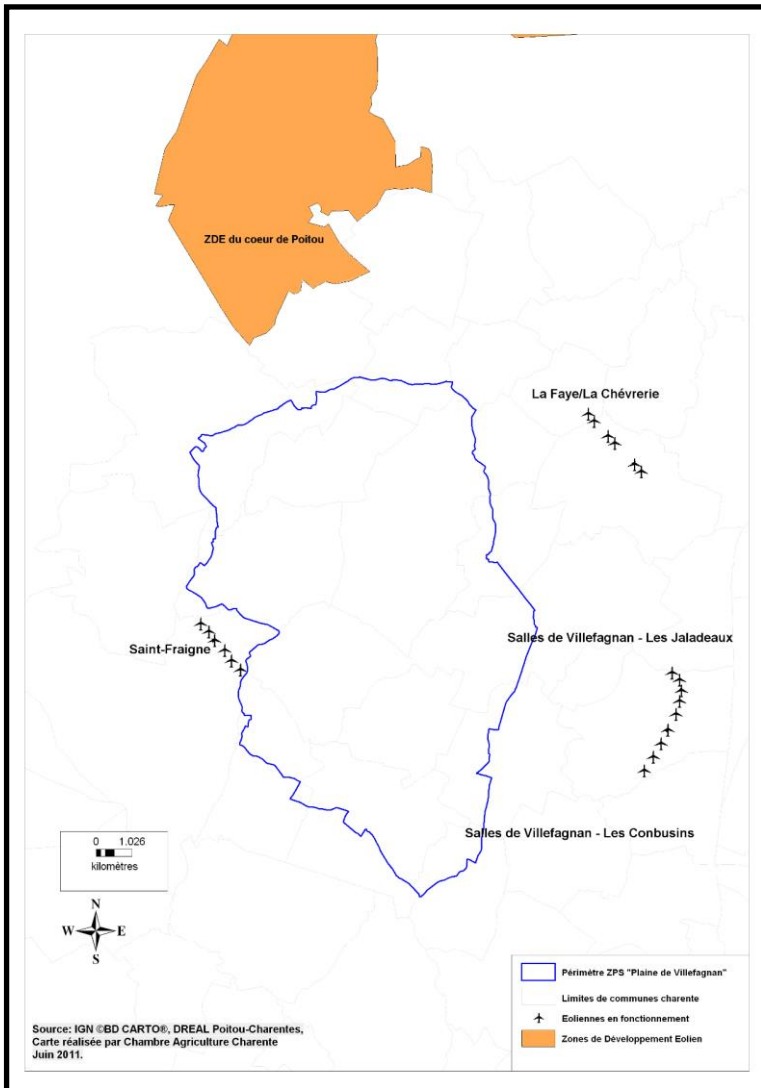 ZDE du coeur de Poitou
La Faye/La Chévrerie
Salles de Villefagnan - Les Jaladeaux
Saint-Fraigne
Salles de Villefagnan - Les Conbusins
0 1.026
kilomètres
N
W E
S
Périmètre ZPS "Plaine de Villefagnan"
Limites de communes charente
Eoliennes en fonctionnement
Zones de Développement Eolien
Source: IGN ©BD CARTO®, DREAL Poitou-Charentes,
Carte réalisée par Chambre Agriculture Charente
Juin 2011.